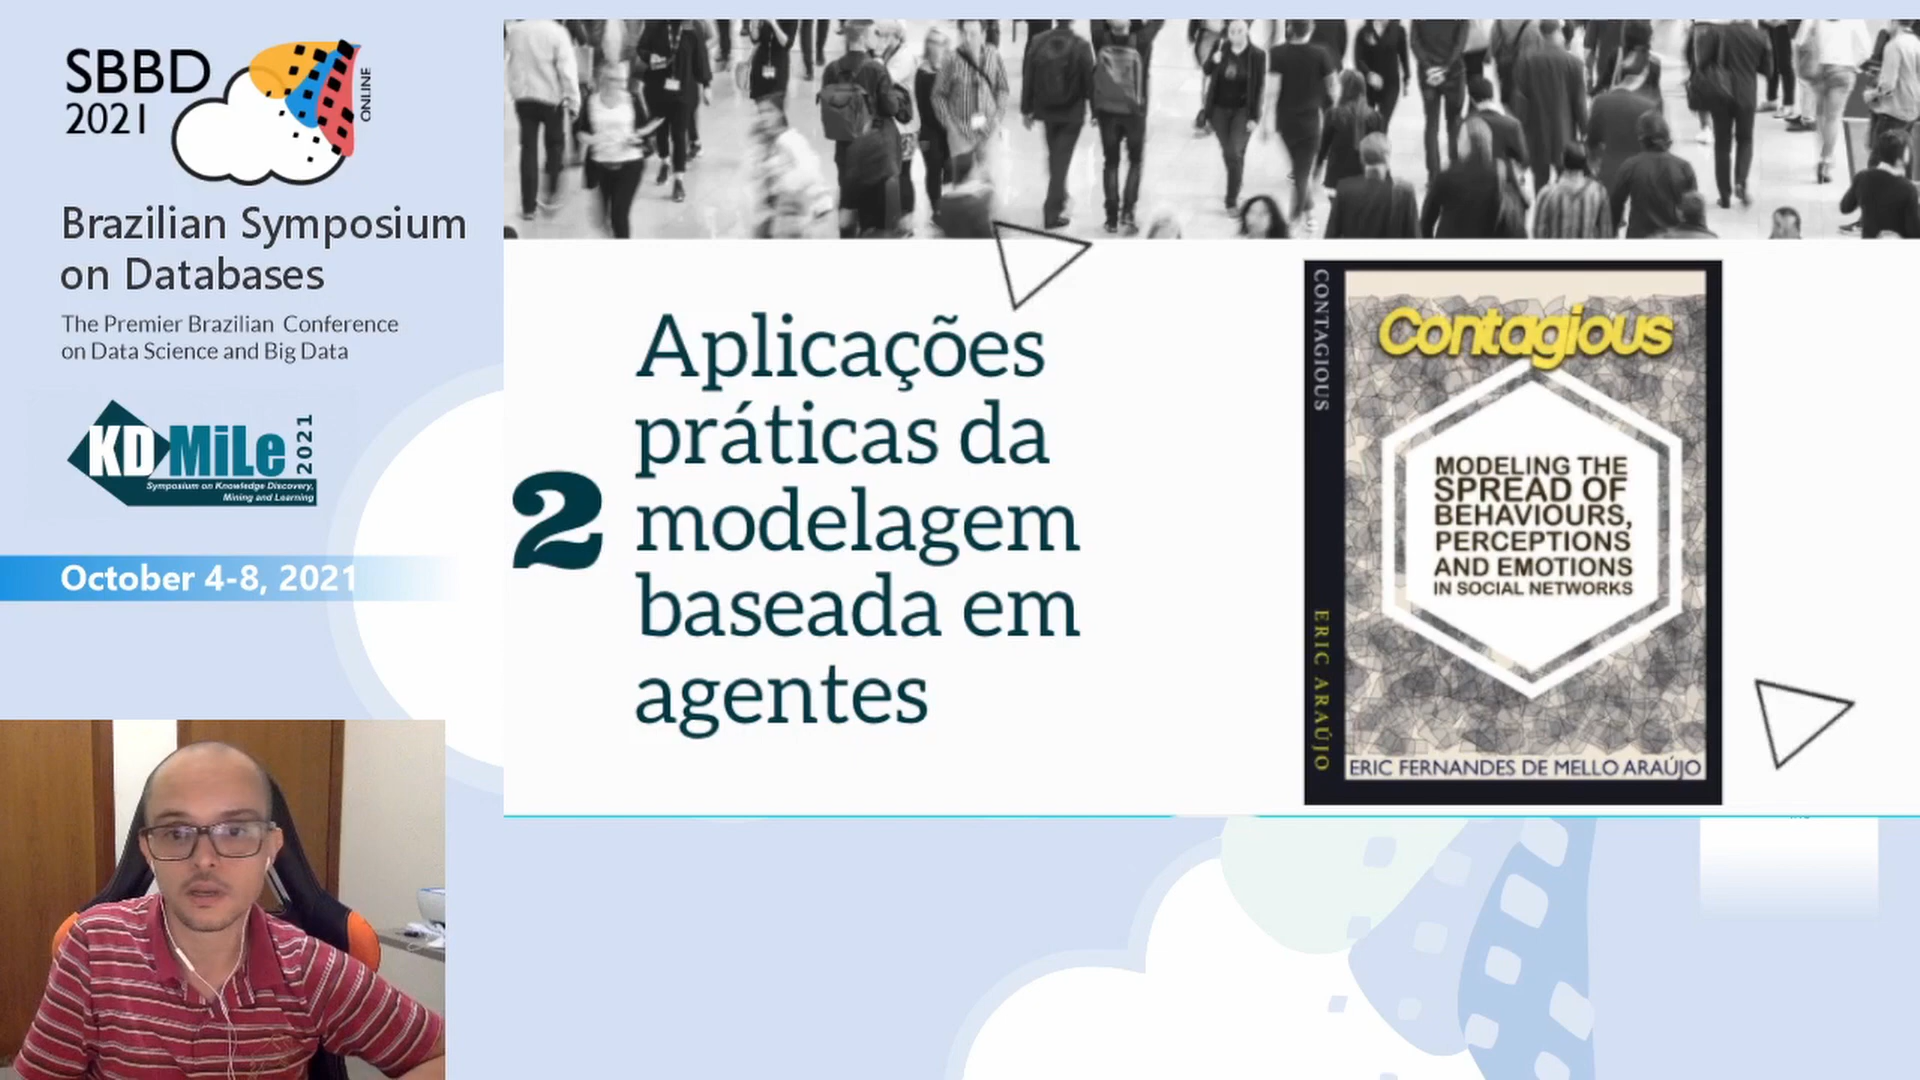 SBBD
2021
ONLINE
Brazilian Symposium
on Databases
The Premier Brazilian Conference
on Data Science and Big Data
KDMiLe
2021
Symposium on Knowledge Discovery,
Mining and Learning
October 4-8, 2021
2
Aplicações
práticas da
modelagem
baseada em
agentes
CONTAGIOUS
ERIC ARAÚJO
Contagious
MODELING THE
SPREAD OF
BEHAVIOURS,
PERCEPTIONS
AND EMOTIONS
IN SOCIAL NETWORKS
ERIC FERNANDES DE MELLO ARAÚJO